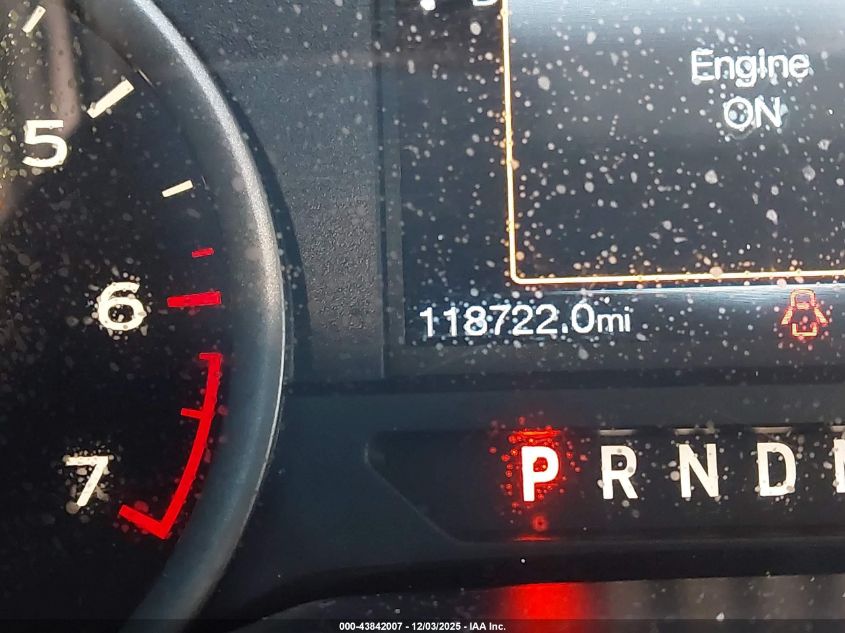 Engine
ON
5
6
7
118722.0mi
P R N D
000-43842007 - 12/03/2025 - IAA Inc.